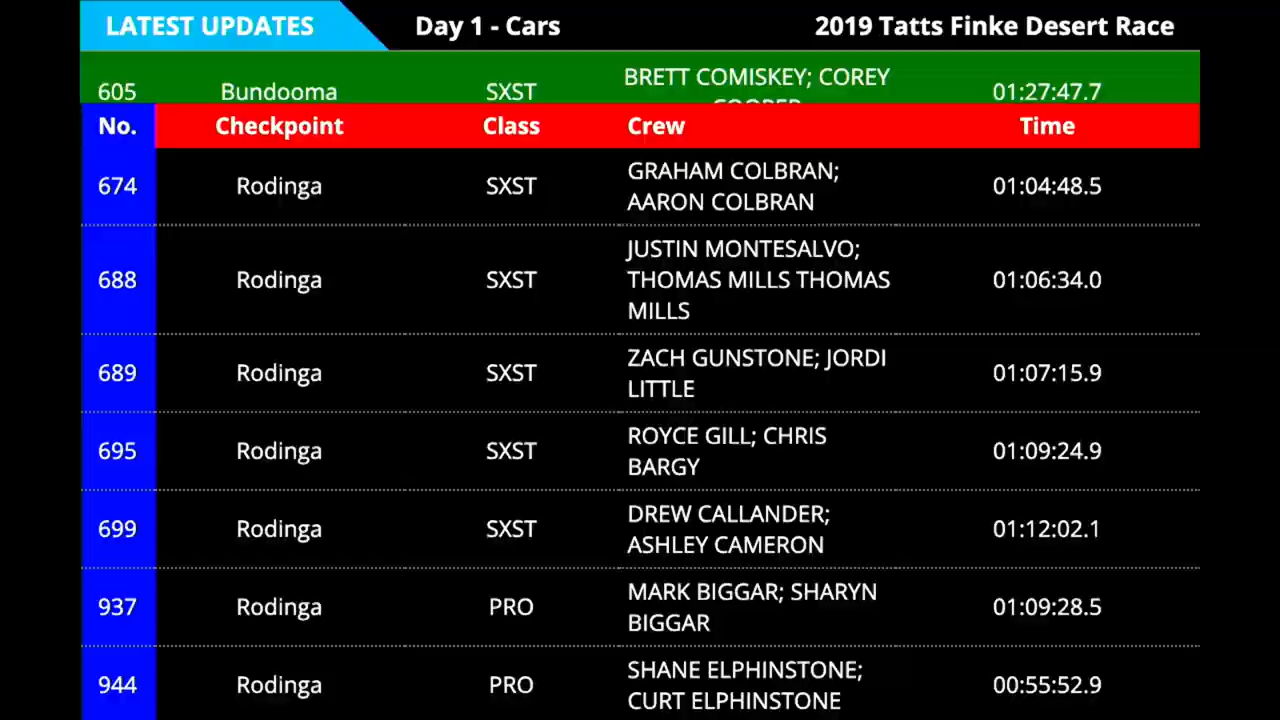 LATEST UPDATES Day 1 - Cars 2019 Tatts Finke Desert Race
605 Bundooma SXST BRETT COMISKEY; COREY 01:27:47.7
No. Checkpoint Class Crew Time
674 Rodinga SXST GRAHAM COLBRAN; 01:04:48.5
AARON COLBRAN
688 Rodinga SXST JUSTIN MONTESALVO; 01:06:34.0
THOMAS MILLS THOMAS
MILLS
689 Rodinga SXST ZACH GUNSTONE; JORDI 01:07:15.9
LITTLE
695 Rodinga SXST ROYCE GILL; CHRIS 01:09:24.9
BARGY
699 Rodinga SXST DREW CALLANDER; 01:12:02.1
ASHLEY CAMERON
937 Rodinga PRO MARK BIGGAR; SHARYN 01:09:28.5
BIGGAR
944 Rodinga PRO SHANE ELPHINSTONE; 00:55:52.9
CURT ELPHINSTONE